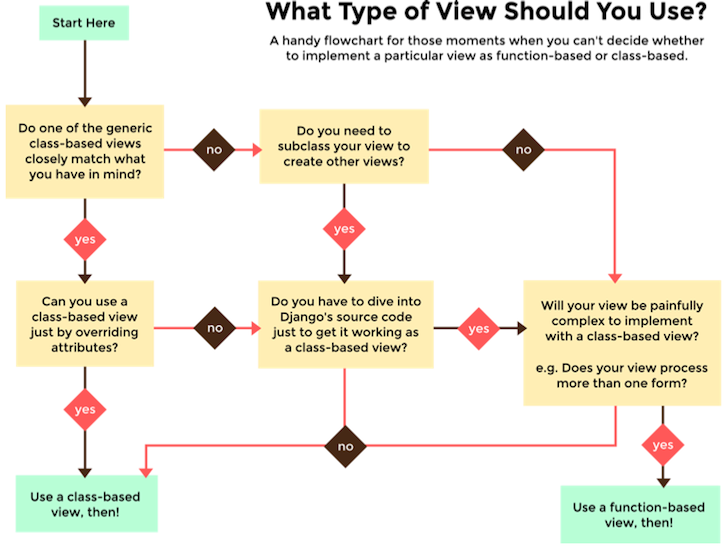 What Type of View Should You Use?
A handy flowchart for those moments when you can't decide whether
to implement a particular view as function-based or class-based.
Start Here
Do one of the generic
class-based views
closely match what
you have in mind?
no
Do you need to
subclass your view to
create other views?
no
yes
yes
Can you use a
class-based view
just by overriding
attributes?
no
Do you have to dive into
Django's source code
just to get it working as
a class-based view?
yes
Will your view be painfully
complex to implement
with a class-based view?
e.g. Does your view process
more than one form?
yes
no
yes
Use a class-based
view, then!
Use a function-based
view, then!